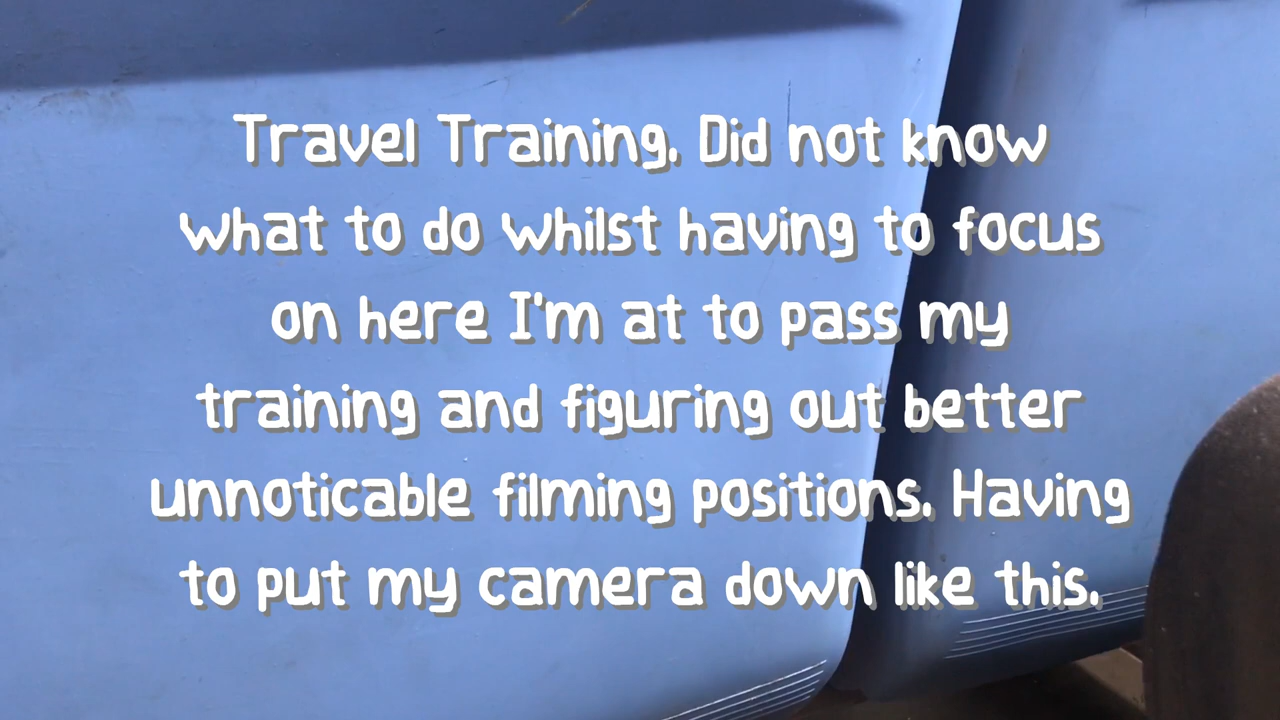 Travel Training. Did not know
what to do whilst having to focus
on here I'm at to pass my
training and figuring out better
unnoticable filming positions. Having
to put my camera down like this.